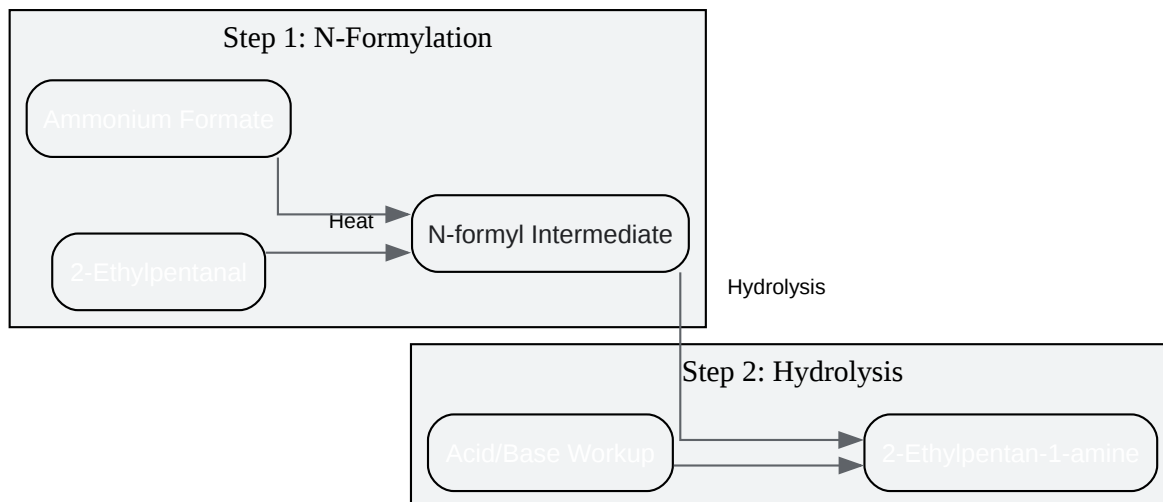 Step 1: N-Formylation
Ammonium Formate
Heat
N-formyl Intermediate
2-Ethylpentanal
Hydrolysis
Step 2: Hydrolysis
Acid/Base Workup
2-Ethylpentan-1-amine